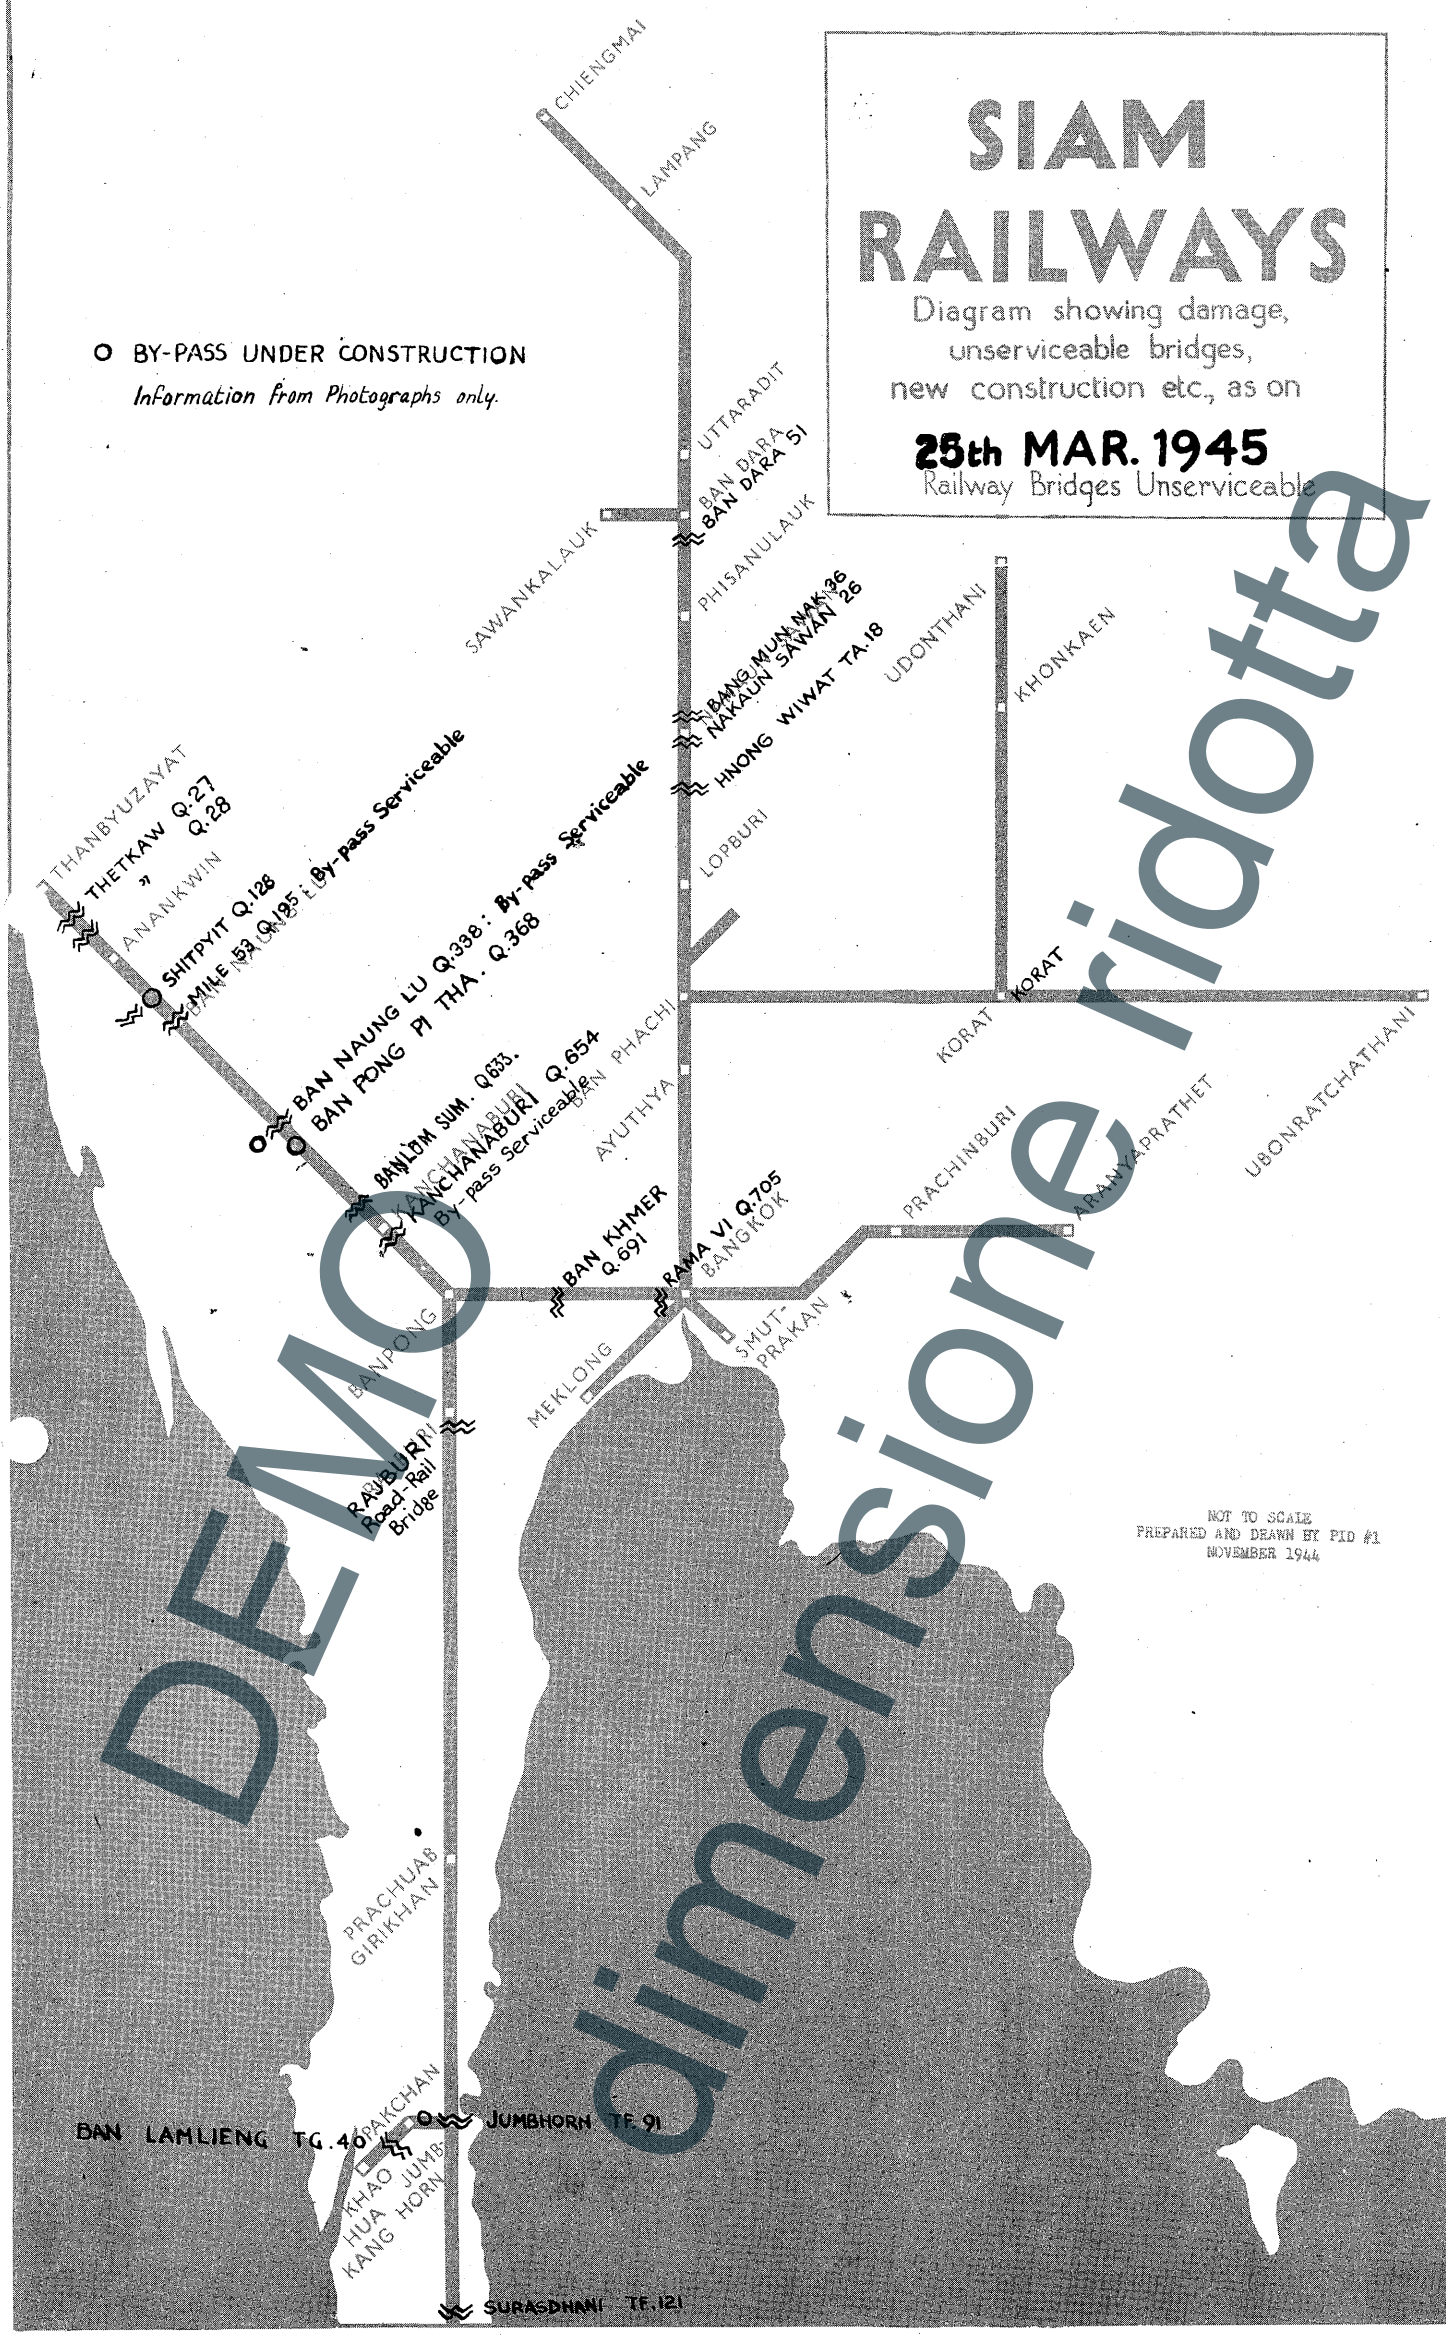 SIAM
RAILWAYS
Diagram showing damage,
unserviceable bridges,
new construction etc., as on
25th MAR. 1945
Railway Bridges Unserviceable
O BY-PASS UNDER CONSTRUCTION
Information from Photographs only.
CHIENGMAI
LAMPANG
UTTARADIT
BAN DARA
BAN DARA 51
SAWANKALAUK
PHISANULAUK
BANG MUN NAK 36
NAKAUN SAWAN 26
HNONG WIWAT TA.18
LOPBURI
UDONTHANI
KHONKAEN
KORAT
KORAT
UBONRATCHATHANI
BAN PHACHI
AYUTHYA
THANBYUZAYAT
THETKAW Q.27
" Q.28
ANANKWIN
SHITPYIT Q.128
MILE 53 Q.195: By-pass Serviceable
BAN NAUNG LU
BAN NAUNG LU Q.338: By-pass Serviceable
BAN PONG PI THA. Q.368
BANLUM SUM. Q633.
KANCHANABURI
KANCHANABURI Q.654
By-pass Serviceable
BAN KHMER
Q.691
RAMA VI Q.705
BANGKOK
PRACHINBURI
ARANYAPRATHET
SMUT-
PRAKAN
MEKLONG
BANPONG
RAJBURI
Road-Rail
Bridge
NOT TO SCALE
PREPARED AND DRAWN BY PID #1
NOVEMBER 1944
PRACHUAB
GIRIKHAN
PAKCHAN
BAN LAMLIENG TG.40
JUMBHORN TF.91
JUMB-
HORN
KHAO
HUA
KANG
SURASDHANI TF.121
DEMO
dimensione ridotta